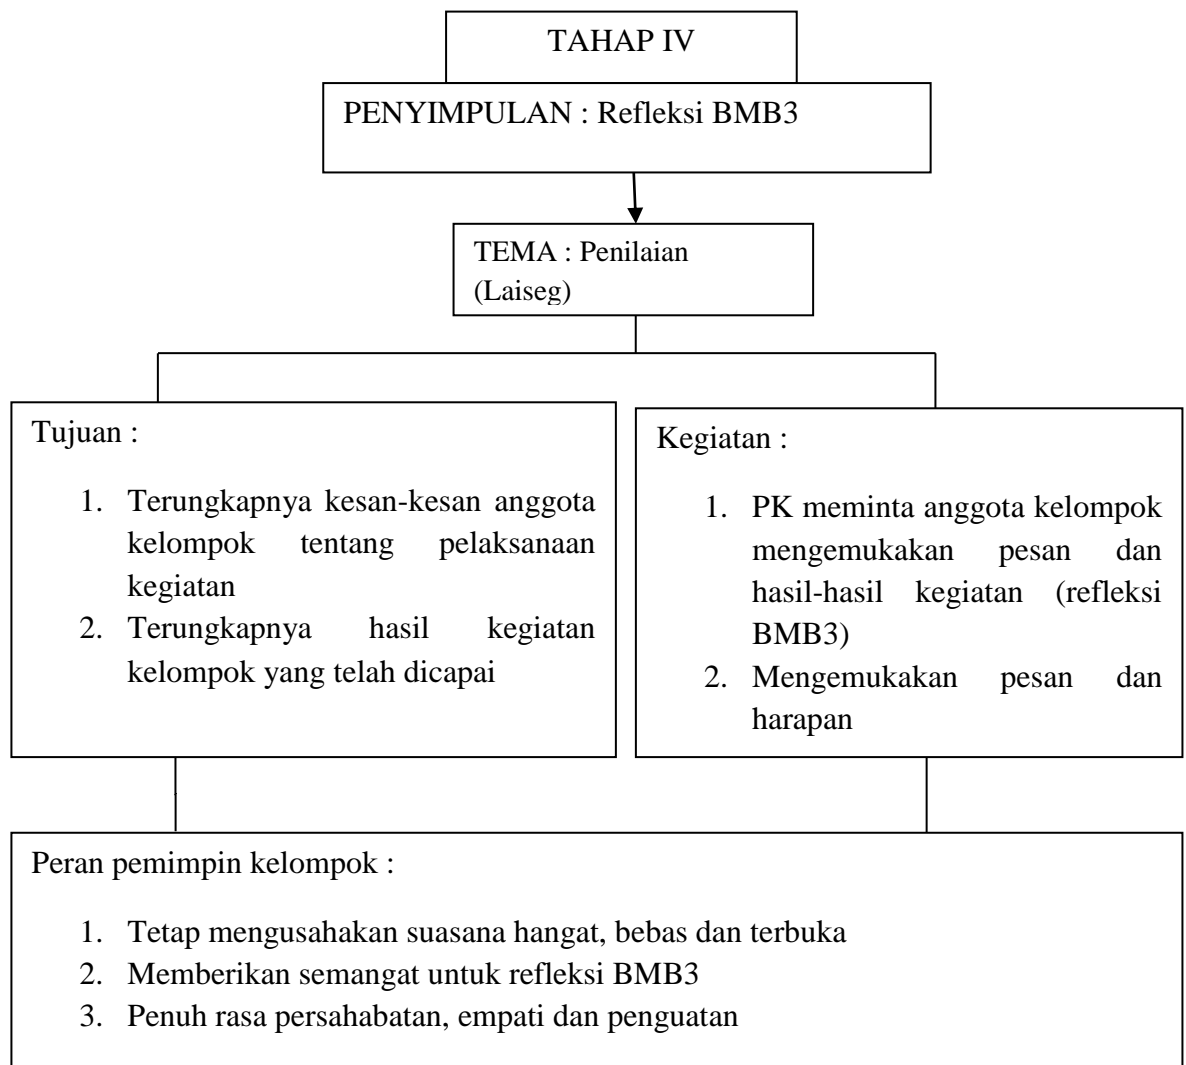 TAHAP IV
PENYIMPULAN : Refleksi BMB3
TEMA : Penilaian
(Laiseg)
Tujuan :
1. Terungkapnya kesan-kesan anggota
kelompok tentang pelaksanaan
kegiatan
2. Terungkapnya hasil kegiatan
kelompok yang telah dicapai
Kegiatan :
1. PK meminta anggota kelompok
mengemukakan pesan dan
hasil-hasil kegiatan (refleksi
BMB3)
2. Mengemukakan pesan dan
harapan
Peran pemimpin kelompok :
1. Tetap mengusahakan suasana hangat, bebas dan terbuka
2. Memberikan semangat untuk refleksi BMB3
3. Penuh rasa persahabatan, empati dan penguatan